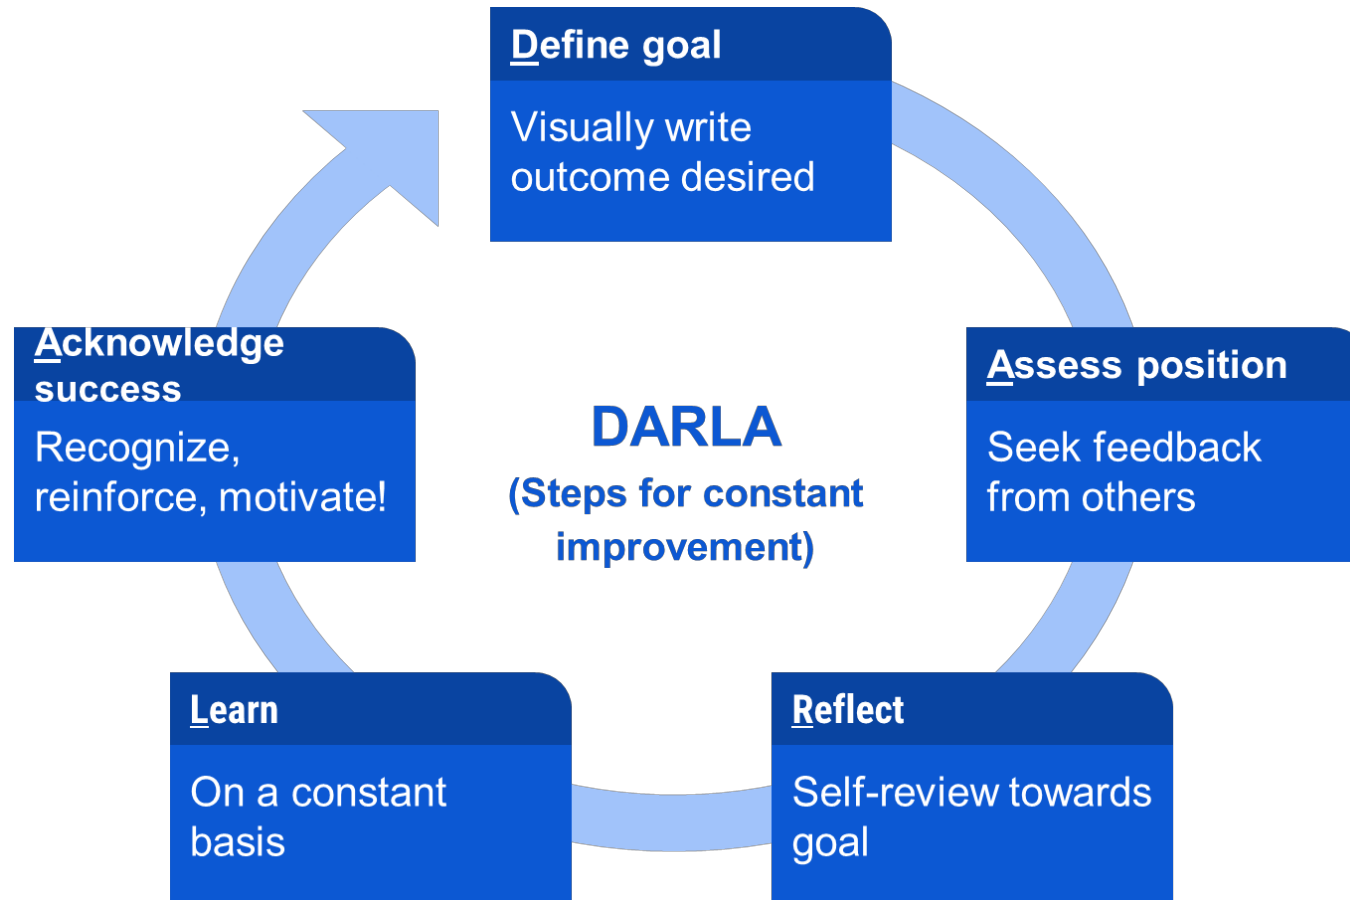 Define goal
Visually write
outcome desired
Assess position
Seek feedback
from others
Reflect
Self-review towards
goal
Learn
On a constant
basis
Acknowledge
success
Recognize,
reinforce, motivate!
DARLA
(Steps for constant
improvement)